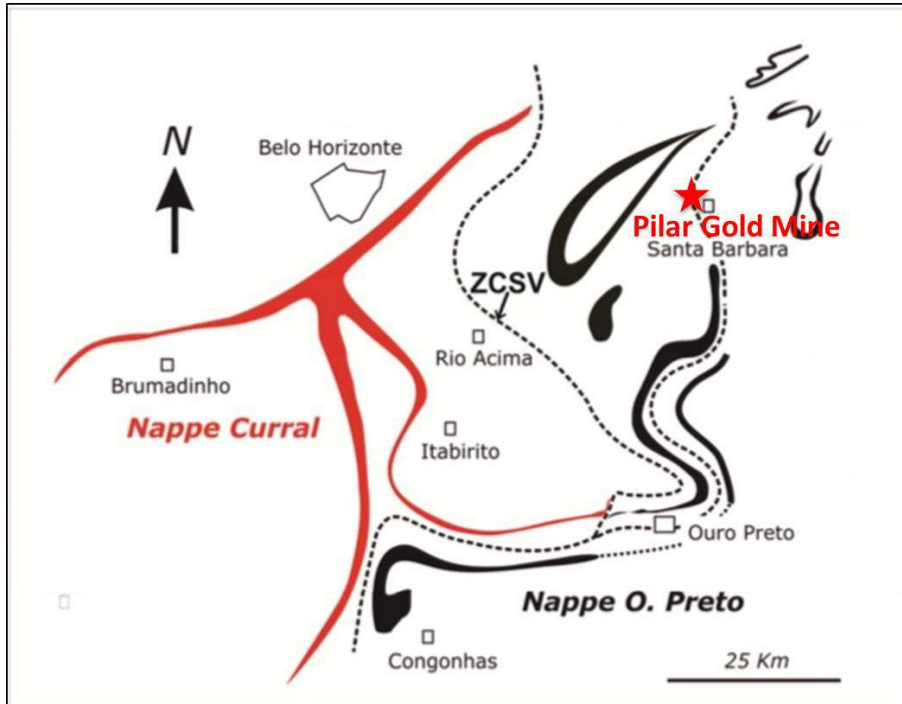 N
Belo Horizonte
Pilar Gold Mine
Santa Barbara
ZCSV
Rio Acima
Brumadinho
Nappe Curral
Itabirito
Ouro Preto
Nappe O. Preto
Congonhas
25 Km